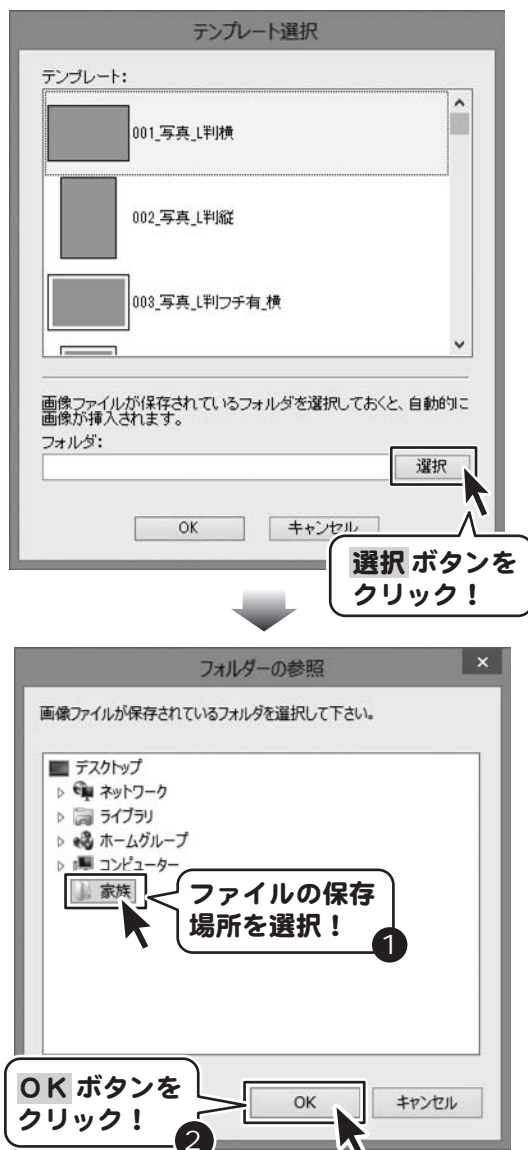 テンプレート選択
テンプレート:
001_写真_L判横
002_写真_L判縦
003_写真_L判フチ有_横
画像ファイルが保存されているフォルダを選択しておくと、自動的に
画像が挿入されます。
フォルダ:
選択
OK
キャンセル
選択 ボタンを
クリック！
フォルダーの参照
×
画像ファイルが保存されているフォルダを選択して下さい。
デスクトップ
ネットワーク
ライブラリ
ホームグループ
コンピューター
家族
ファイルの保存
場所を選択！
1
OK ボタンを
クリック！
2
OK
キャンセル